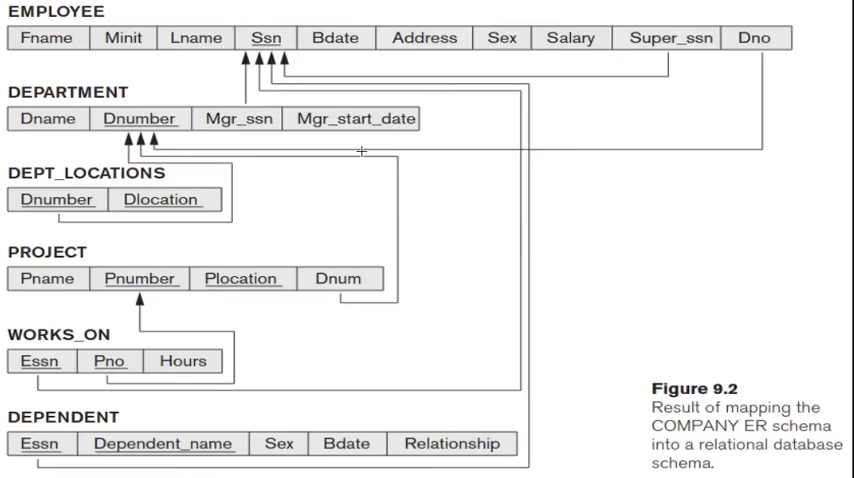 EMPLOYEE
Fname Minit Lname Ssn Bdate Address Sex Salary Super_ssn Dno
DEPARTMENT
Dname Dnumber Mgr_ssn Mgr_start_date
DEPT_LOCATIONS
Dnumber Dlocation
PROJECT
Pname Pnumber Plocation Dnum
WORKS_ON
Essn Pno Hours
DEPENDENT
Essn Dependent_name Sex Bdate Relationship
Figure 9.2
Result of mapping the
COMPANY ER schema
into a relational database
schema.